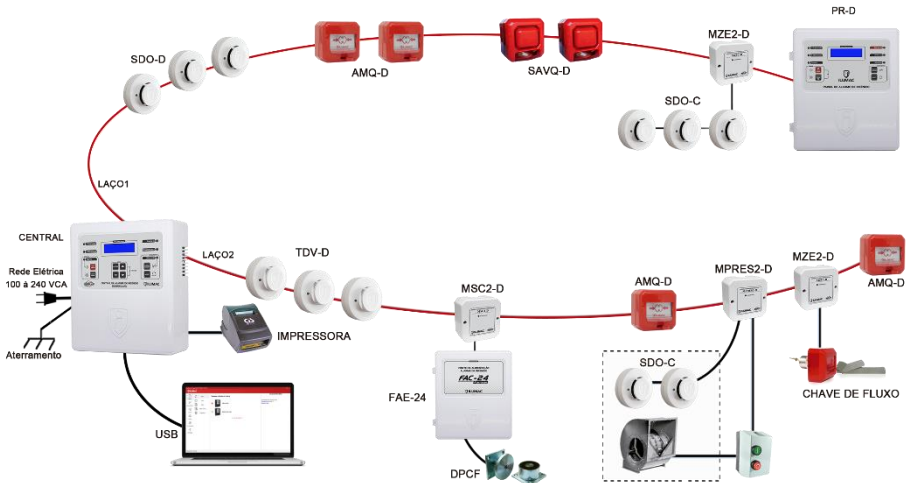 PR-D
SDO-D
AMQ-D
SAVQ-D
MZE2-D
SDO-C
LAÇO1
CENTRAL
LAÇO2
TDV-D
MSC2-D
AMQ-D
MPRES2-D
MZE2-D
AMQ-D
Rede Elétrica
100 à 240 VCA
Aterramento
IMPRESSORA
USB
FAE-24
FAC-24
DPCF
SDO-C
CHAVE DE FLUXO